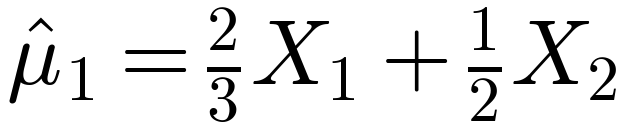 μ̂₁ = ⅔X₁ + ½X₂